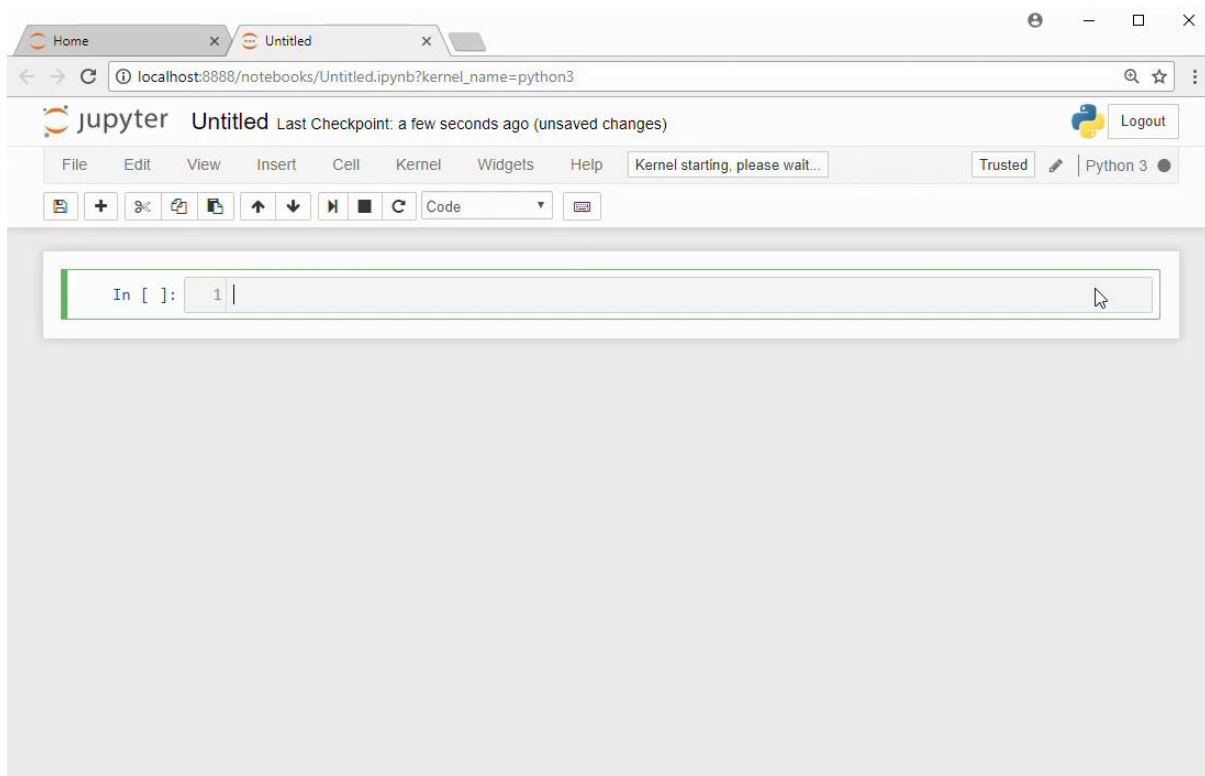 Home Untitled
localhost:8888/notebooks/Untitled.ipynb?kernel_name=python3
jupyter Untitled Last Checkpoint: a few seconds ago (unsaved changes) Logout
File Edit View Insert Cell Kernel Widgets Help Kernel starting, please wait... Trusted Python 3
Code
In [ ]: 1